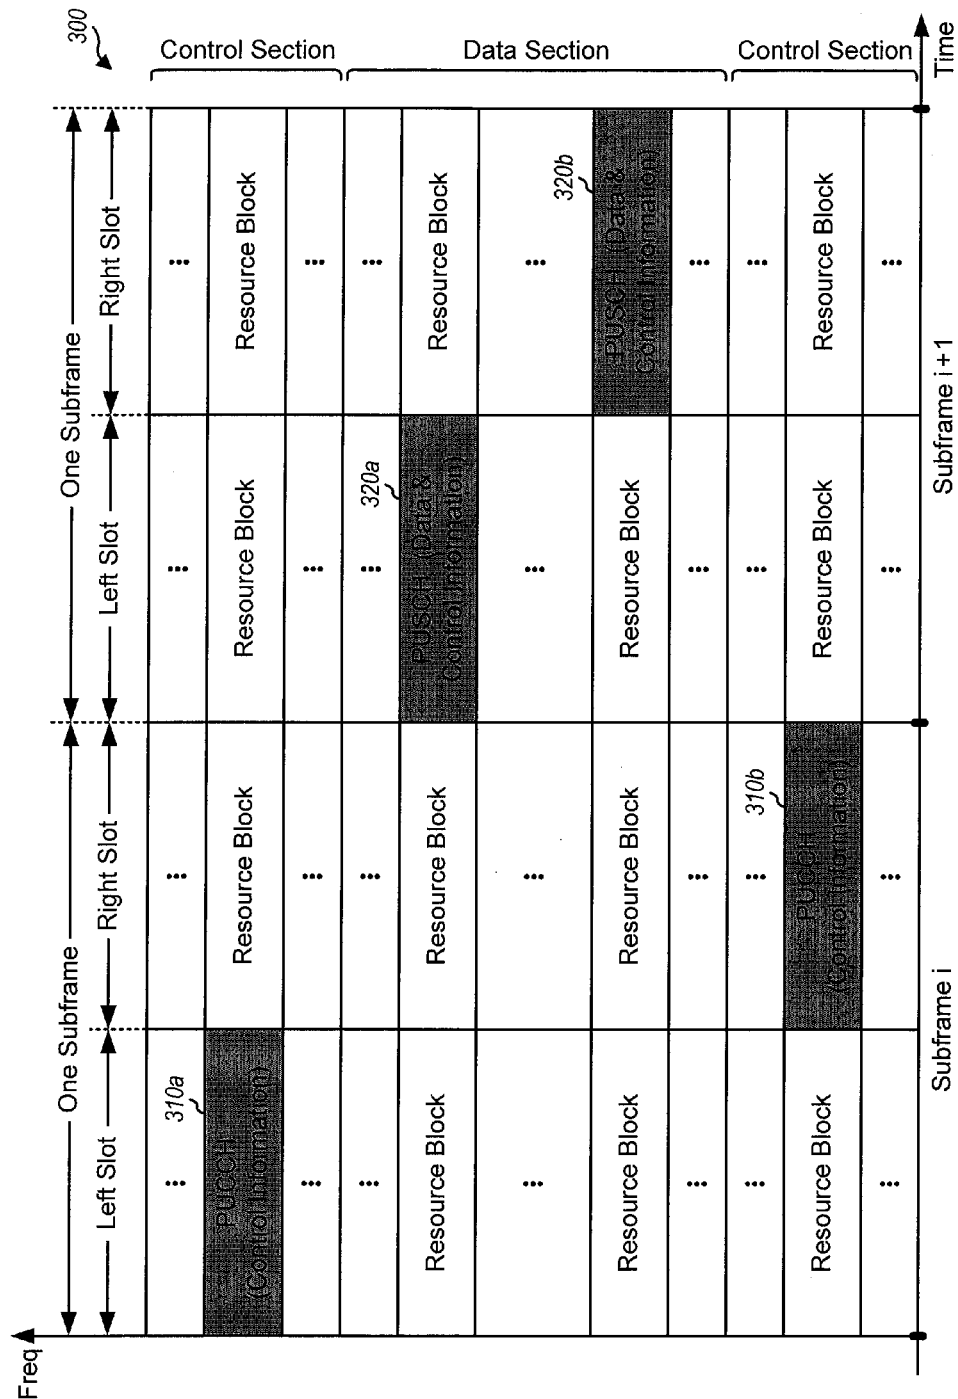 300
Freq
One Subframe
One Subframe
Left Slot
Right Slot
Left Slot
Right Slot
Control Section
Data Section
Control Section
...
...
...
...
310a
PUCCH
(Control Information)
Resource Block
Resource Block
Resource Block
...
...
...
...
...
...
...
...
320a
Resource Block
Resource Block
PUSCH (Data &
Control Information)
Resource Block
...
...
...
...
320b
Resource Block
Resource Block
Resource Block
PUSCH (Data &
Control Information)
...
...
...
...
...
...
...
...
310b
Resource Block
PUCCH
(Control Information)
Resource Block
Resource Block
...
...
...
...
Subframe i
Subframe i +1
Time